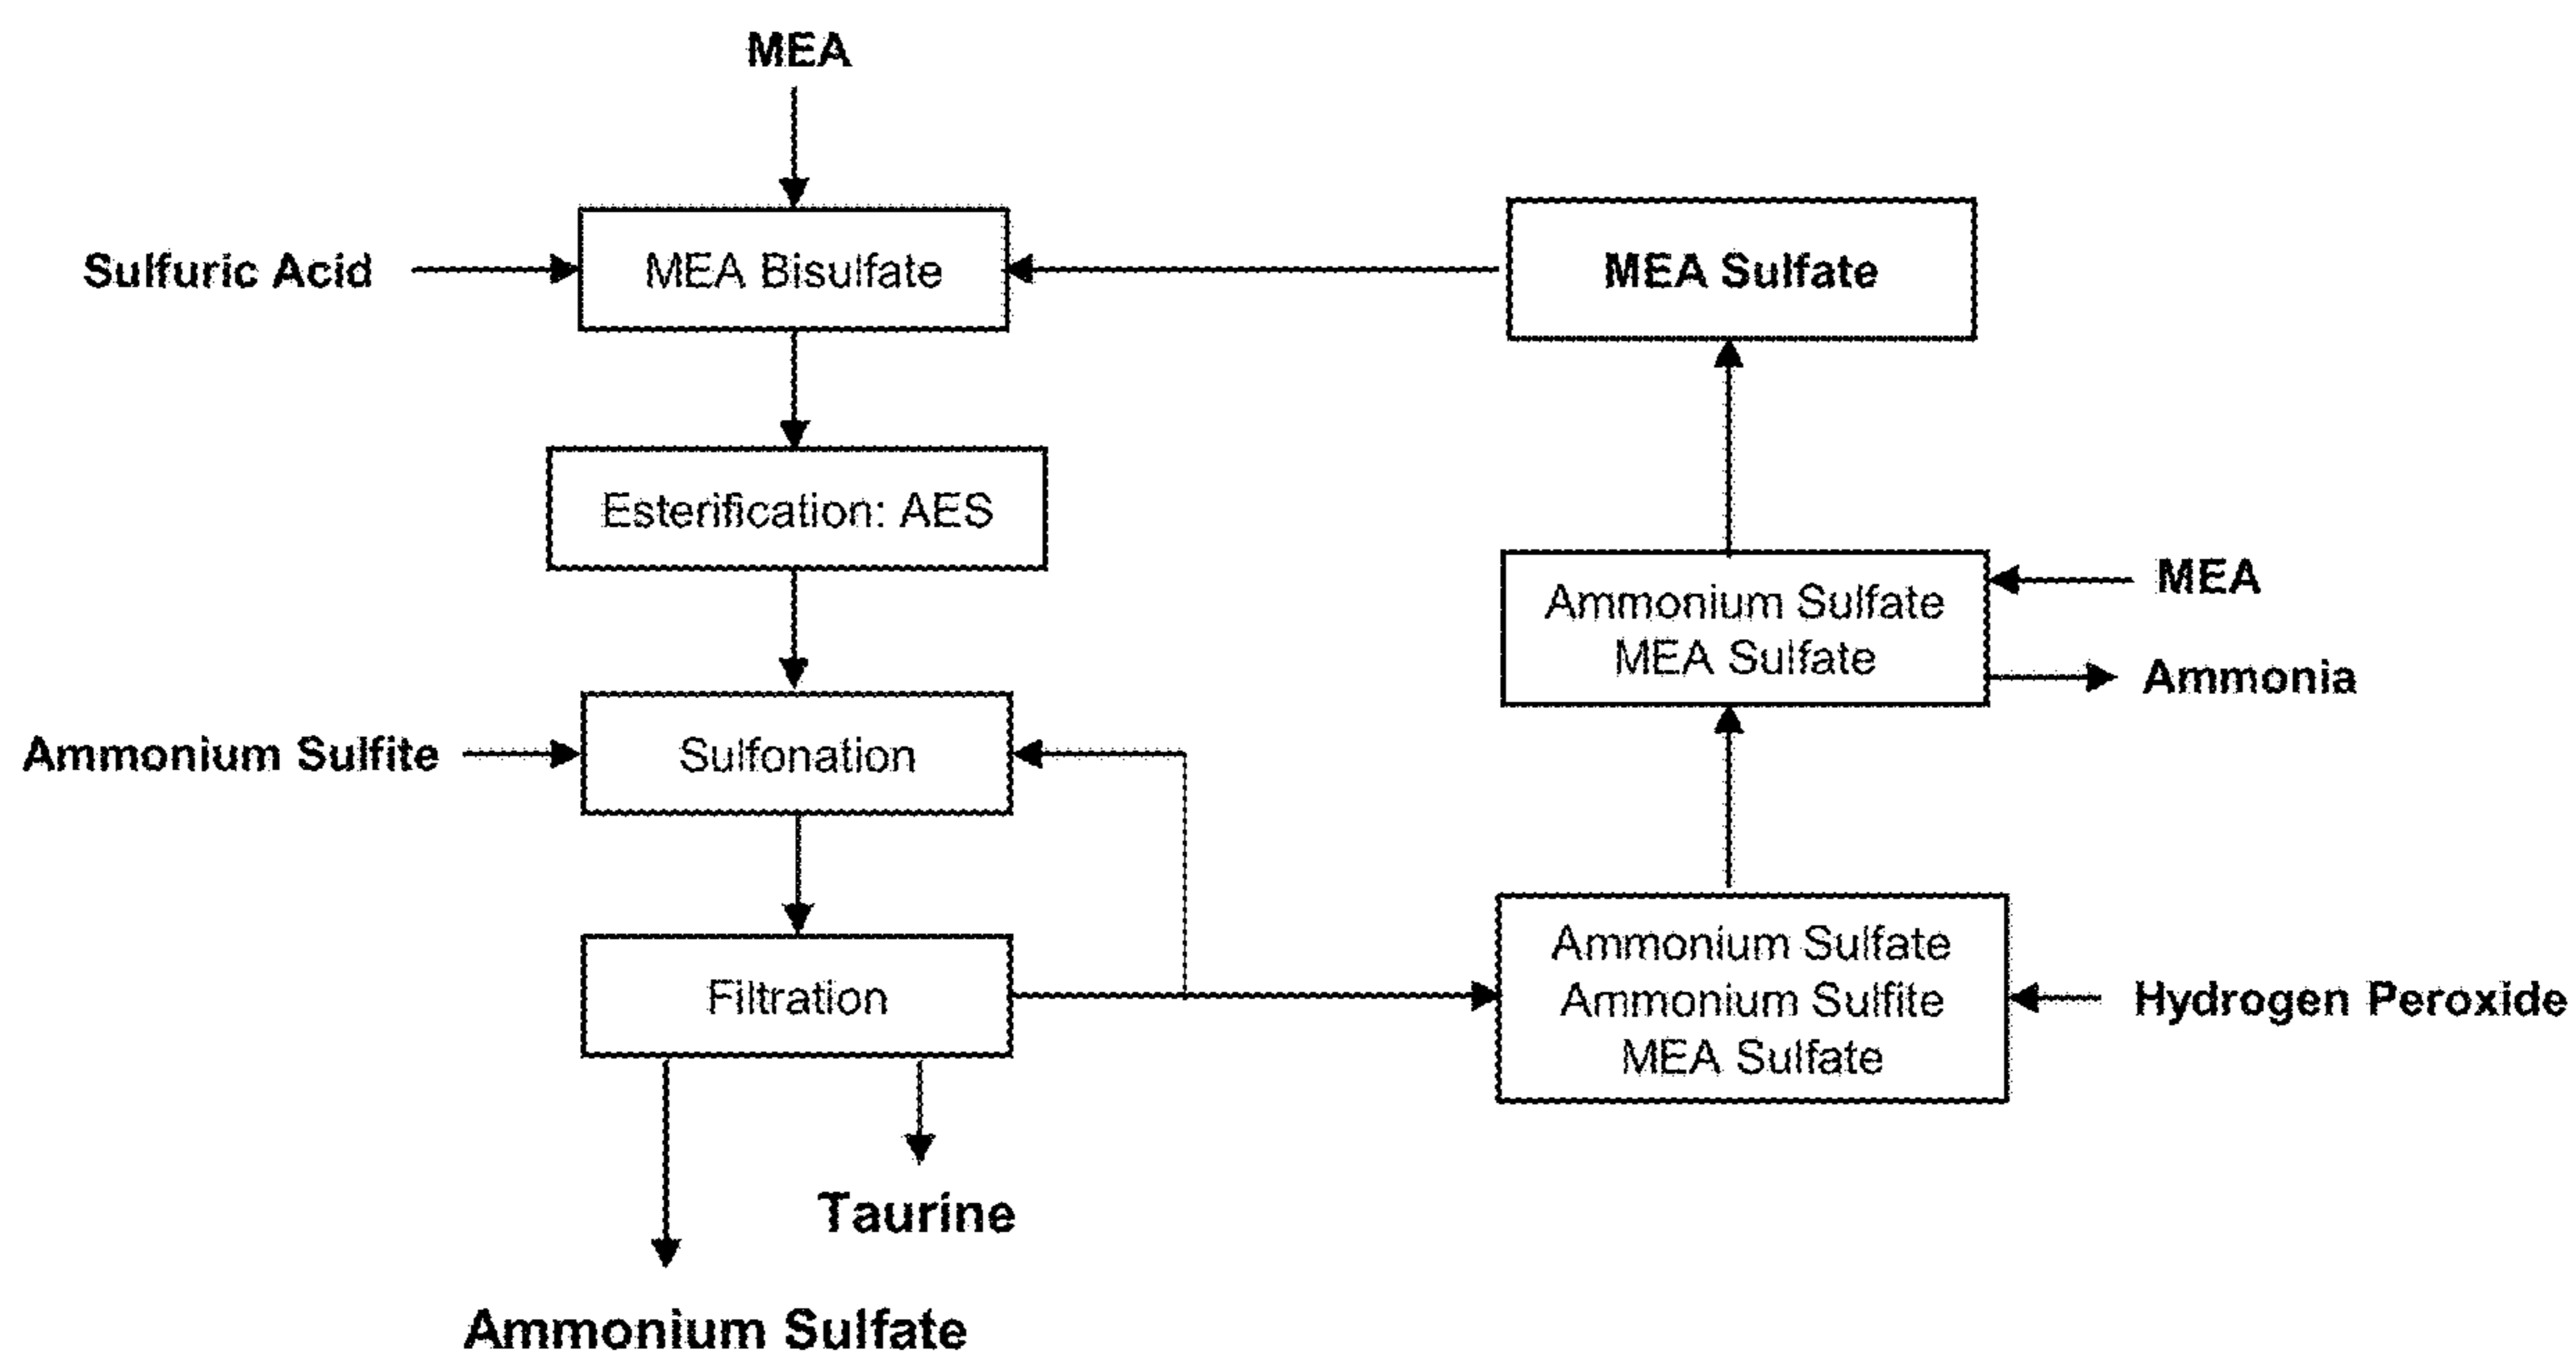 MEA
Sulfuric Acid
MEA Bisulfate
MEA Sulfate
Esterification: AES
Ammonium Sulfate
MEA Sulfate
MEA
Ammonia
Ammonium Sulfite
Sulfonation
Filtration
Ammonium Sulfate
Ammonium Sulfite
MEA Sulfate
Hydrogen Peroxide
Taurine
Ammonium Sulfate